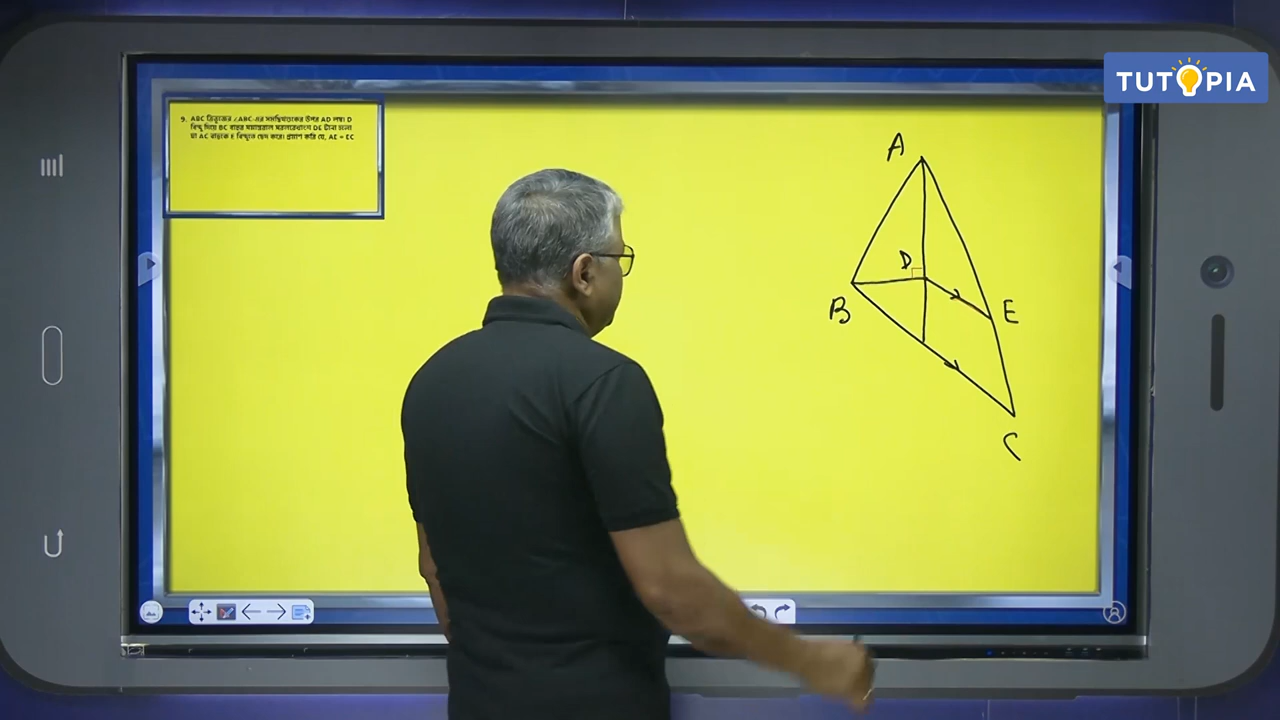 TUTOPIA
9. ABC ত্রিভুজের ∠ABC-এর সমদ্বিখণ্ডকের উপর AD লম্ব। D
বিন্দু দিয়ে BC বাহুর সমান্তরাল সরলরেখাংশ DE টানা হলো
যা AC বাহুকে E বিন্দুতে ছেদ করে। প্রমাণ করি যে, AE = EC
A
D
B
E
C